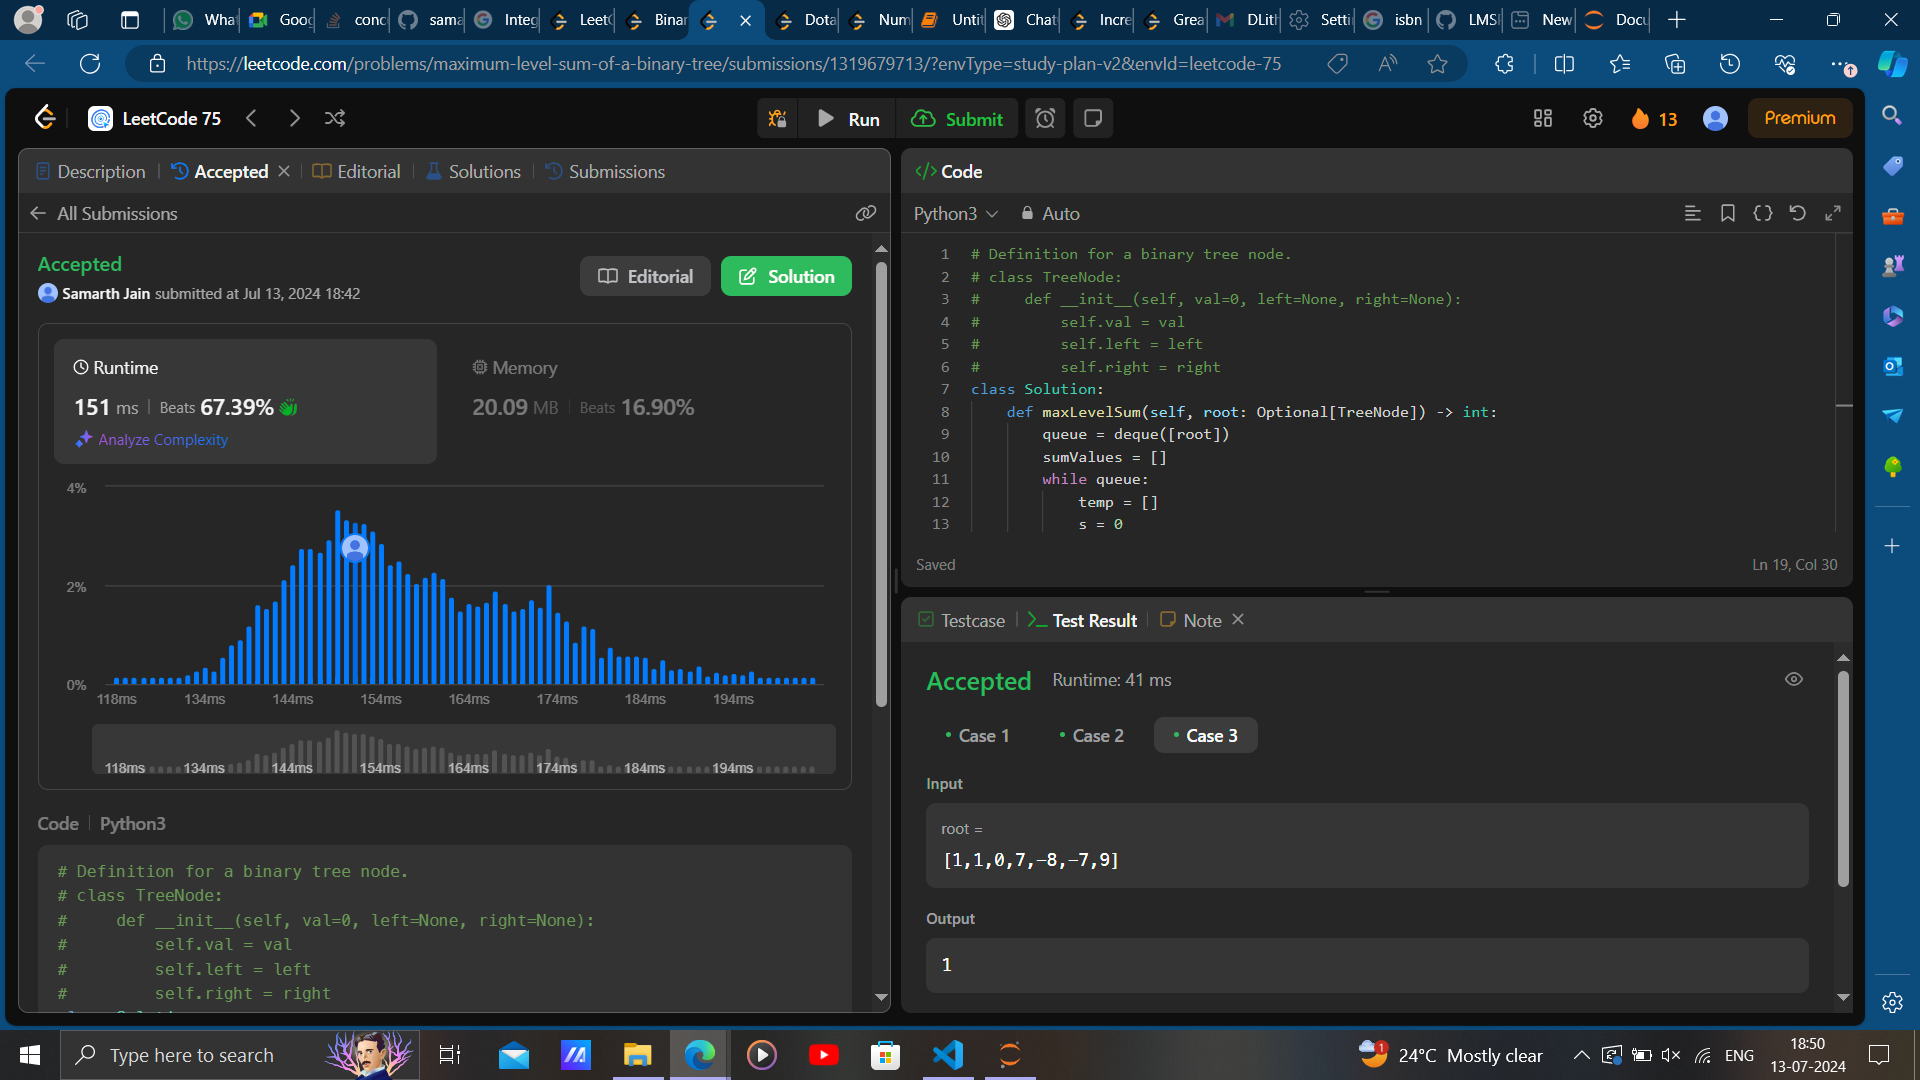 What
Goog
conc
sama
Integ
LeetC
Binar
Dota
Num
Untit
Chat
Incre
Grea
DLith
Setti
isbn
LMSI
New
Docu
https://leetcode.com/problems/maximum-level-sum-of-a-binary-tree/submissions/1319679713/?envType=study-plan-v2&envId=leetcode-75
LeetCode 75
Run
Submit
13
Premium
Description
Accepted
Editorial
Solutions
Submissions
All Submissions
Accepted
Samarth Jain submitted at Jul 13, 2024 18:42
Editorial
Solution
Runtime
151 ms | Beats 67.39%
Analyze Complexity
Memory
20.09 MB | Beats 16.90%
4%
2%
0%
118ms 134ms 144ms 154ms 164ms 174ms 184ms 194ms
118ms 134ms 144ms 154ms 164ms 174ms 184ms 194ms
Code | Python3
# Definition for a binary tree node.
# class TreeNode:
#     def __init__(self, val=0, left=None, right=None):
#         self.val = val
#         self.left = left
#         self.right = right
</> Code
Python3
Auto
1 # Definition for a binary tree node.
2 # class TreeNode:
3 #     def __init__(self, val=0, left=None, right=None):
4 #         self.val = val
5 #         self.left = left
6 #         self.right = right
7 class Solution:
8     def maxLevelSum(self, root: Optional[TreeNode]) -> int:
9         queue = deque([root])
10         sumValues = []
11         while queue:
12             temp = []
13             s = 0
Saved
Ln 19, Col 30
Testcase
Test Result
Note
Accepted
Runtime: 41 ms
Case 1
Case 2
Case 3
Input
root =
[1,1,0,7,-8,-7,9]
Output
1
Type here to search
1
24°C Mostly clear
ENG
18:50
13-07-2024